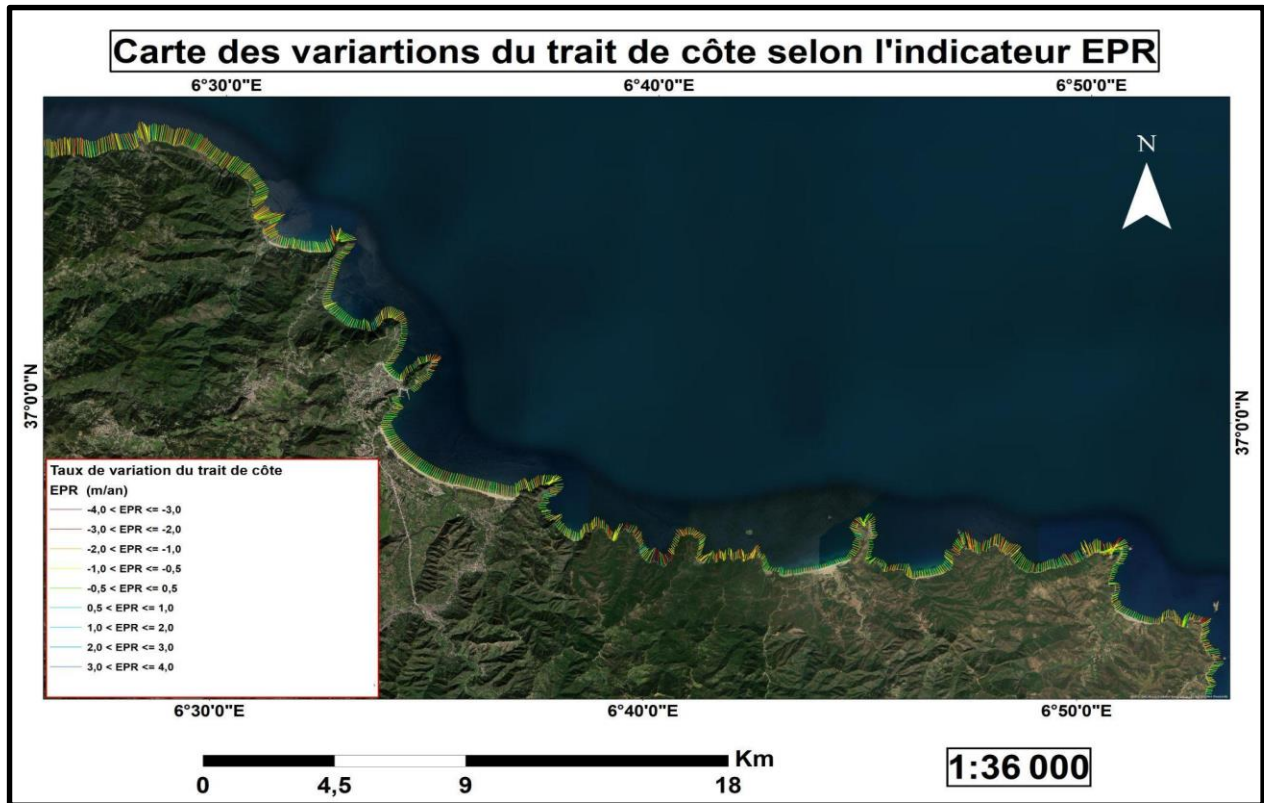 Carte des variartions du trait de côte selon l'indicateur EPR
6°30'0"E 6°40'0"E 6°50'0"E
N
37°0'0"N
37°0'0"N
Taux de variation du trait de côte
EPR (m/an)
-4,0 < EPR <= -3,0
-3,0 < EPR <= -2,0
-2,0 < EPR <= -1,0
-1,0 < EPR <= -0,5
-0,5 < EPR <= 0,5
0,5 < EPR <= 1,0
1,0 < EPR <= 2,0
2,0 < EPR <= 3,0
3,0 < EPR <= 4,0
6°30'0"E 6°40'0"E 6°50'0"E
Km
0 4,5 9 18
1:36 000